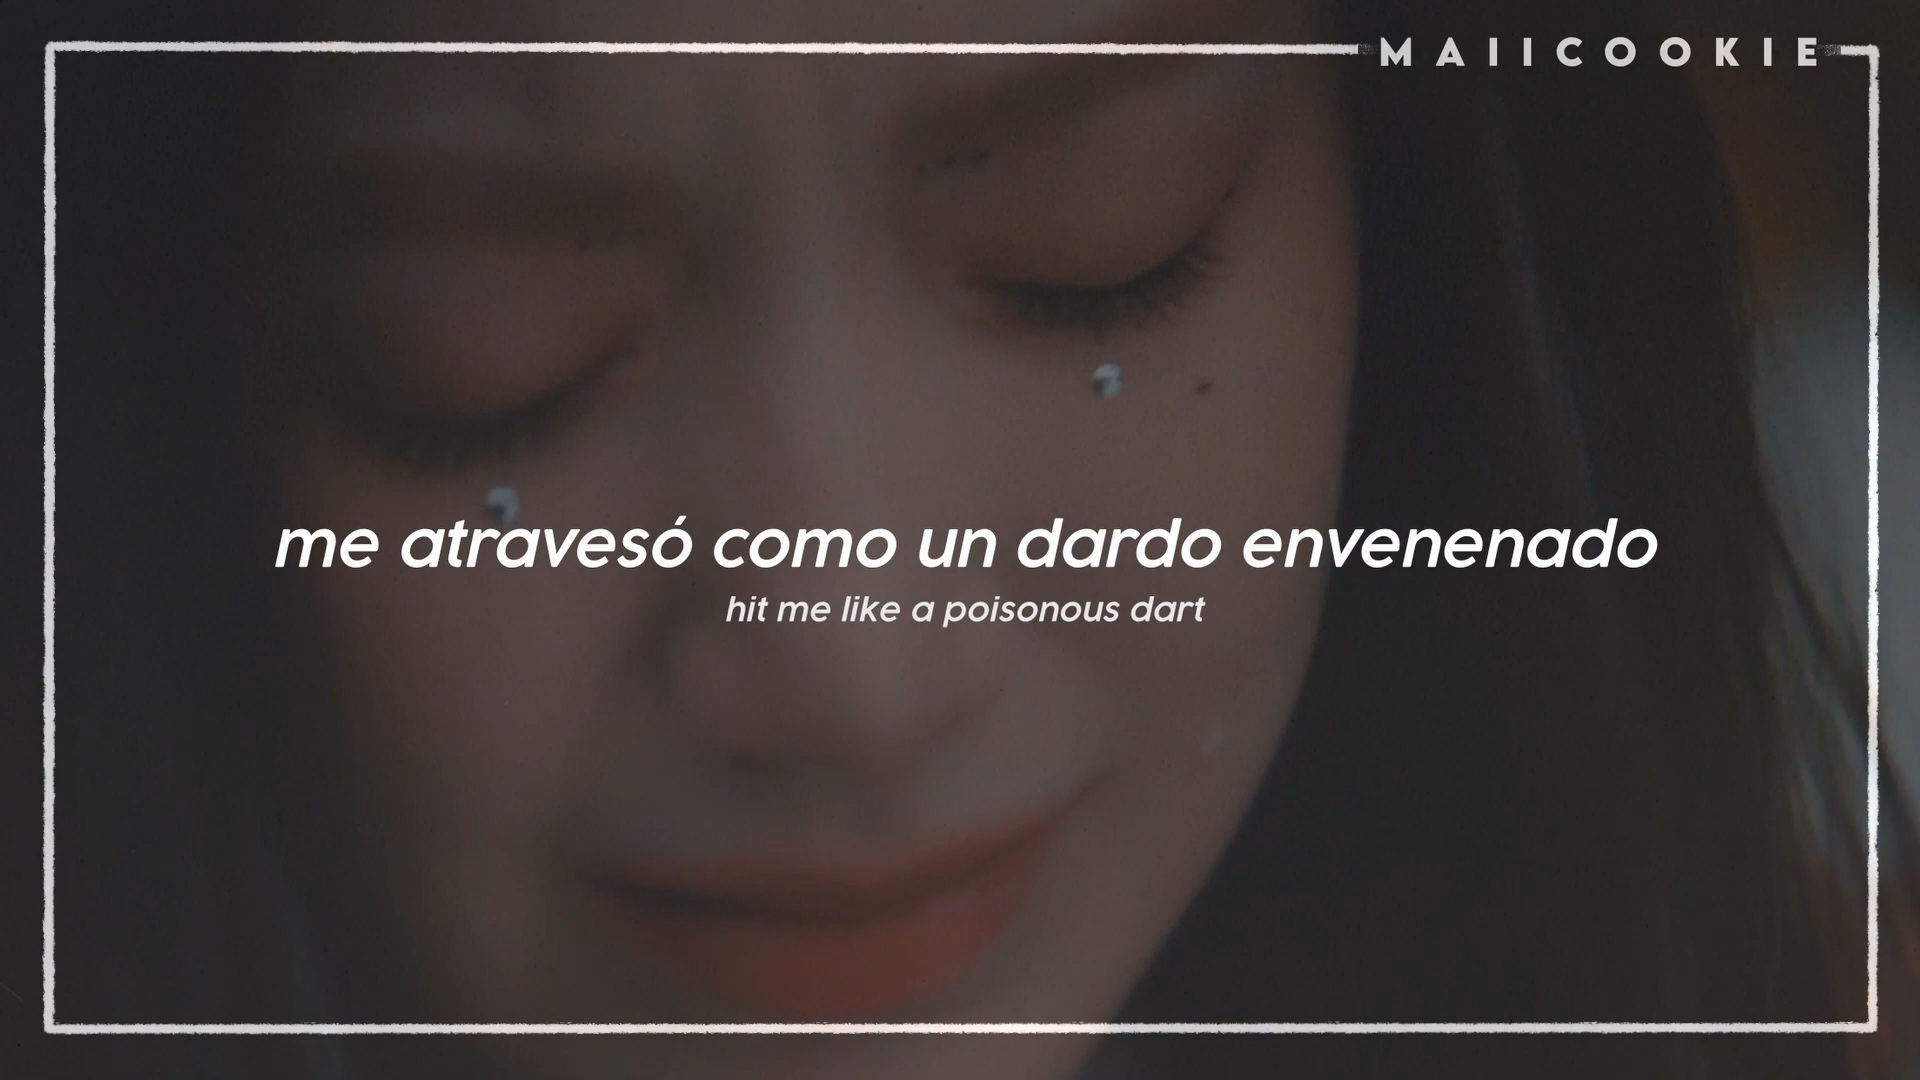 MAIICOOKIE
me atravesó como un dardo envenenado
hit me like a poisonous dart